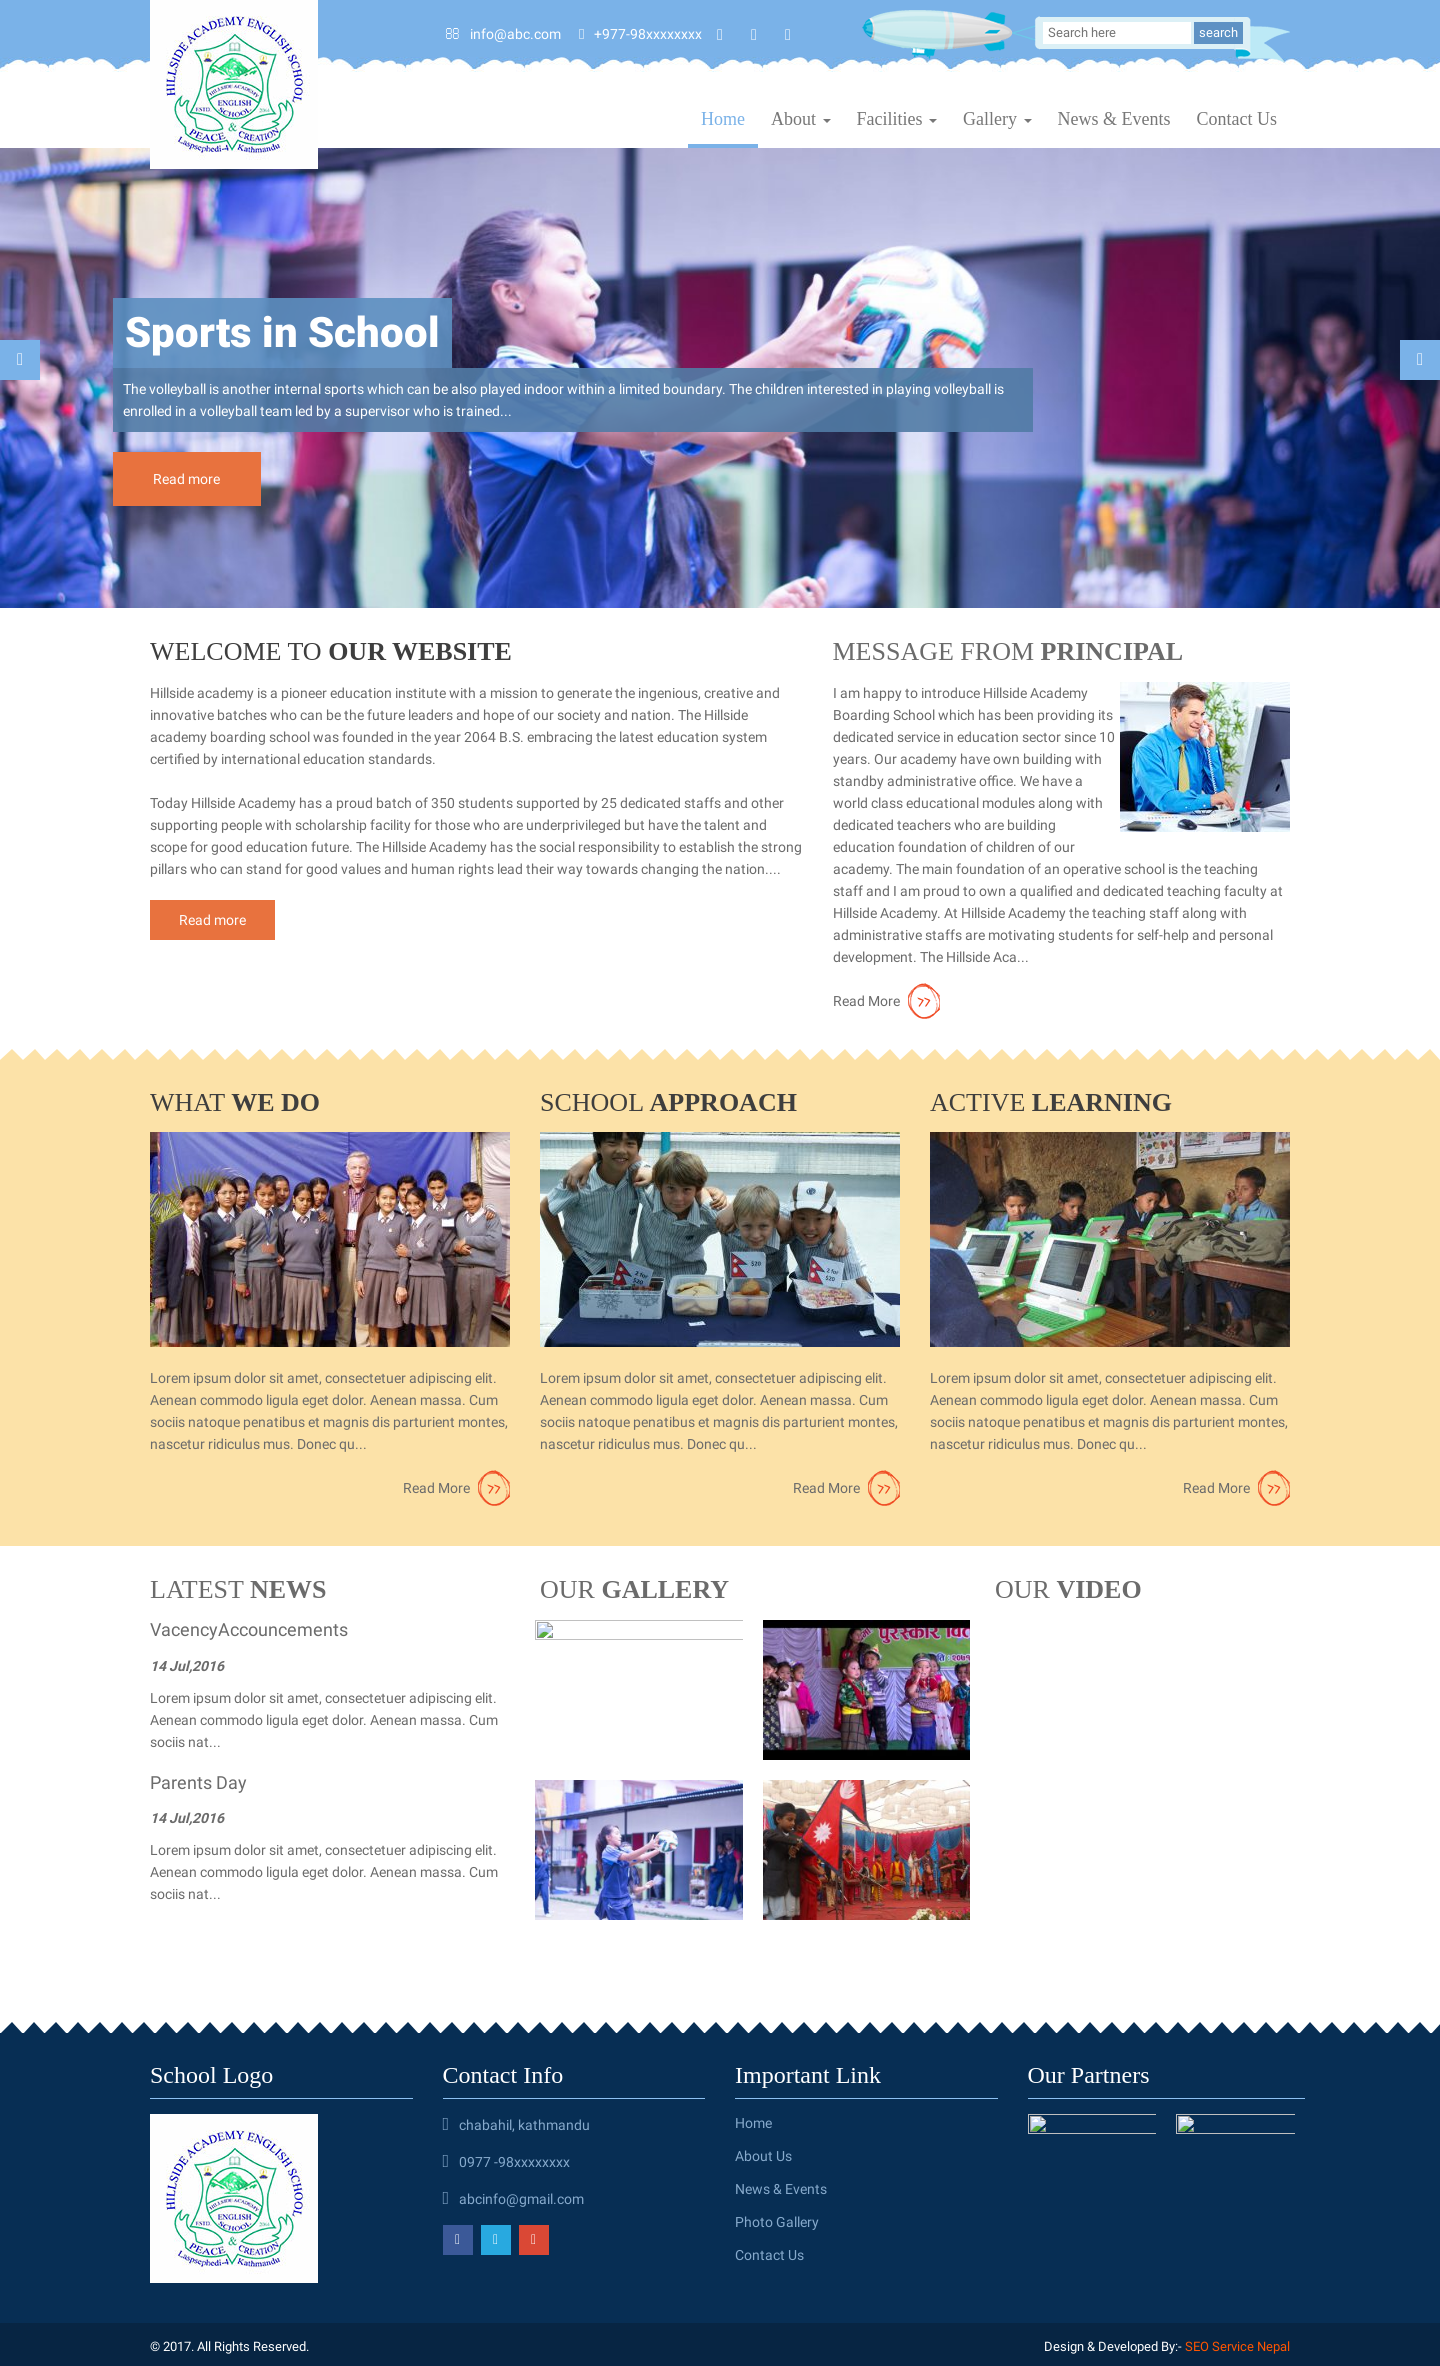 HILLSIDE ACADEMY ENGLISH SCHOOL
HILLSIDE ACADEMY
ENGLISH
SCHOOL
ESTD.
2064
PEACE & CREATION
Laspsephedi-4 Kathmandu
info@abc.com +977-98xxxxxxxx
Search here search
Home About Facilities Gallery News & Events Contact Us
Sports in School
The volleyball is another internal sports which can be also played indoor within a limited boundary. The children interested in playing volleyball is
enrolled in a volleyball team led by a supervisor who is trained...
Read more
WELCOME TO OUR WEBSITE
Hillside academy is a pioneer education institute with a mission to generate the ingenious, creative and
innovative batches who can be the future leaders and hope of our society and nation. The Hillside
academy boarding school was founded in the year 2064 B.S. embracing the latest education system
certified by international education standards.
Today Hillside Academy has a proud batch of 350 students supported by 25 dedicated staffs and other
supporting people with scholarship facility for those who are underprivileged but have the talent and
scope for good education future. The Hillside Academy has the social responsibility to establish the strong
pillars who can stand for good values and human rights lead their way towards changing the nation....
Read more
MESSAGE FROM PRINCIPAL
I am happy to introduce Hillside Academy
Boarding School which has been providing its
dedicated service in education sector since 10
years. Our academy have own building with
standby administrative office. We have a
world class educational modules along with
dedicated teachers who are building
education foundation of children of our
academy. The main foundation of an operative school is the teaching
staff and I am proud to own a qualified and dedicated teaching faculty at
Hillside Academy. At Hillside Academy the teaching staff along with
administrative staffs are motivating students for self-help and personal
development. The Hillside Aca...
Read More
WHAT WE DO
Lorem ipsum dolor sit amet, consectetuer adipiscing elit.
Aenean commodo ligula eget dolor. Aenean massa. Cum
sociis natoque penatibus et magnis dis parturient montes,
nascetur ridiculus mus. Donec qu...
Read More
SCHOOL APPROACH
2 for
$20
$20
2 for
$20
Lorem ipsum dolor sit amet, consectetuer adipiscing elit.
Aenean commodo ligula eget dolor. Aenean massa. Cum
sociis natoque penatibus et magnis dis parturient montes,
nascetur ridiculus mus. Donec qu...
Read More
ACTIVE LEARNING
Lorem ipsum dolor sit amet, consectetuer adipiscing elit.
Aenean commodo ligula eget dolor. Aenean massa. Cum
sociis natoque penatibus et magnis dis parturient montes,
nascetur ridiculus mus. Donec qu...
Read More
LATEST NEWS
VacencyAccouncements
14 Jul,2016
Lorem ipsum dolor sit amet, consectetuer adipiscing elit.
Aenean commodo ligula eget dolor. Aenean massa. Cum
sociis nat...
Parents Day
14 Jul,2016
Lorem ipsum dolor sit amet, consectetuer adipiscing elit.
Aenean commodo ligula eget dolor. Aenean massa. Cum
sociis nat...
OUR GALLERY
पुरस्कार
OUR VIDEO
School Logo
HILLSIDE ACADEMY ENGLISH SCHOOL
HILLSIDE ACADEMY
ENGLISH
SCHOOL
ESTD.
2064
PEACE & CREATION
Laspsephedi-4 Kathmandu
Contact Info
chabahil, kathmandu
0977 -98xxxxxxxx
abcinfo@gmail.com
Important Link
Home
About Us
News & Events
Photo Gallery
Contact Us
Our Partners
© 2017. All Rights Reserved.
Design & Developed By:- SEO Service Nepal